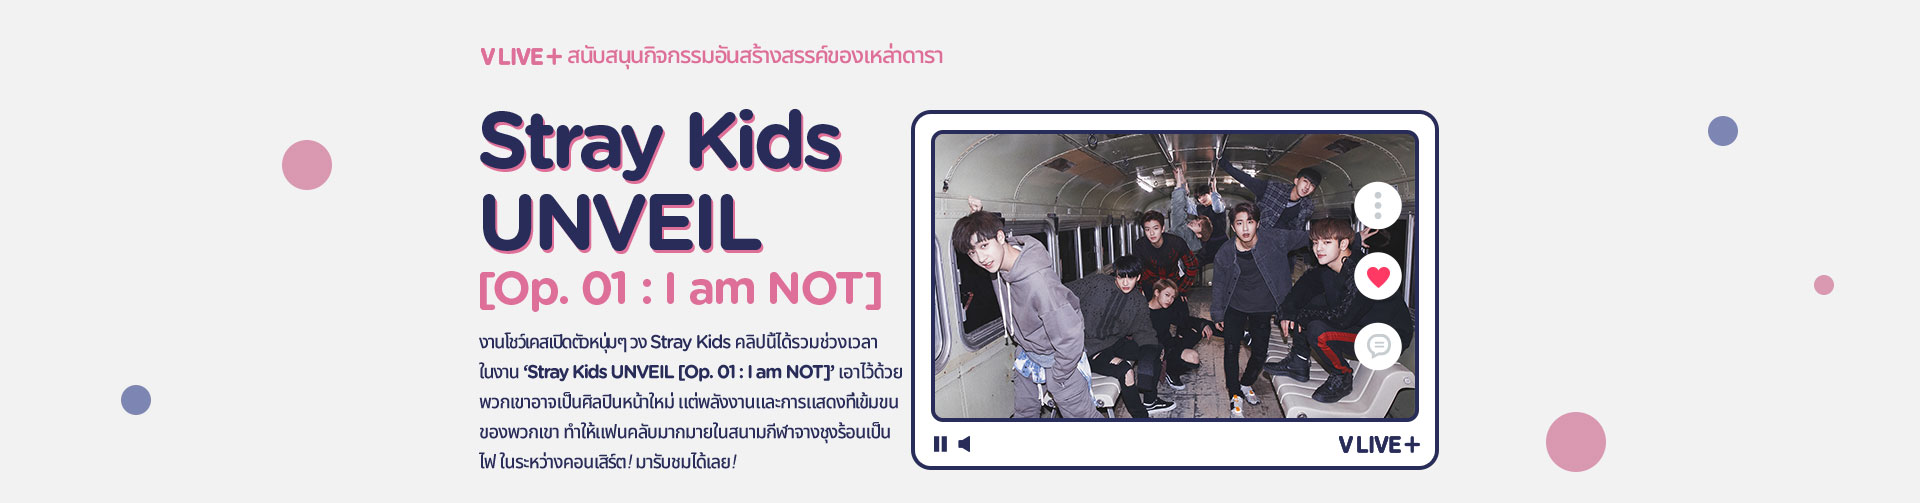 V LIVE+ สนับสนุนกิจกรรมอันสร้างสรรค์ของเหล่าดารา
Stray Kids
UNVEIL
[Op. 01 : I am NOT]
งานโชว์เคสเปิดตัวหนุ่มๆ วง Stray Kids คลิปนี้ได้รวมช่วงเวลา
ในงาน ‘Stray Kids UNVEIL [Op. 01 : I am NOT]’ เอาไว้ด้วย
พวกเขาอาจเป็นศิลปินหน้าใหม่ แต่พลังงานและการแสดงที่เข้มขน
ของพวกเขา ทำให้แฟนคลับมากมายในสนามกีฬาจางชุงร้อนเป็น
ไฟ ในระหว่างคอนเสิร์ต! มารับชมได้เลย!
V LIVE+